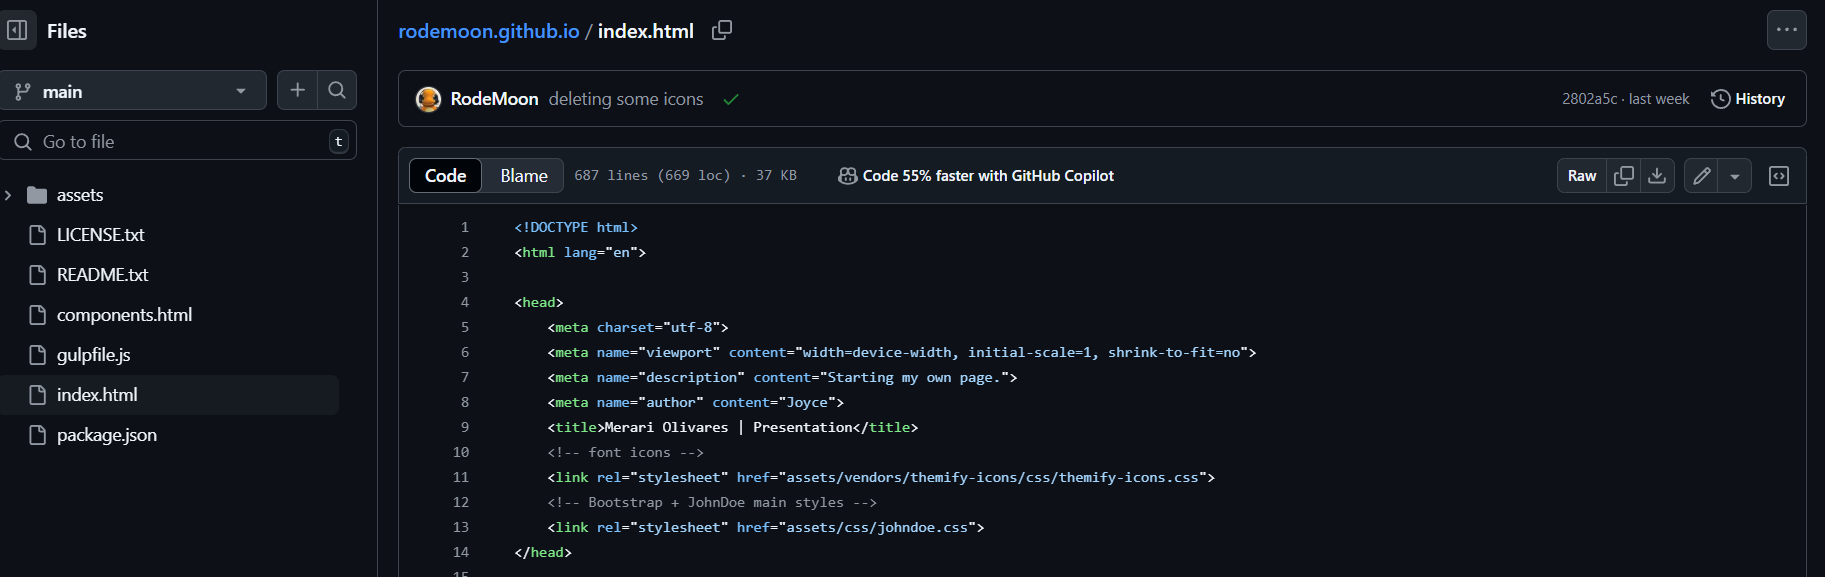 Files
main
Go to file
t
assets
LICENSE.txt
README.txt
components.html
gulpfile.js
index.html
package.json
rodemoon.github.io / index.html
RodeMoon deleting some icons
2802a5c · last week
History
Code
Blame
687 lines (669 loc) · 37 KB
Code 55% faster with GitHub Copilot
Raw
1 <!DOCTYPE html>
2 <html lang="en">
3
4 <head>
5 <meta charset="utf-8">
6 <meta name="viewport" content="width=device-width, initial-scale=1, shrink-to-fit=no">
7 <meta name="description" content="Starting my own page.">
8 <meta name="author" content="Joyce">
9 <title>Merari Olivares | Presentation</title>
10 <!-- font icons -->
11 <link rel="stylesheet" href="assets/vendors/themify-icons/css/themify-icons.css">
12 <!-- Bootstrap + JohnDoe main styles -->
13 <link rel="stylesheet" href="assets/css/johndoe.css">
14 </head>
15